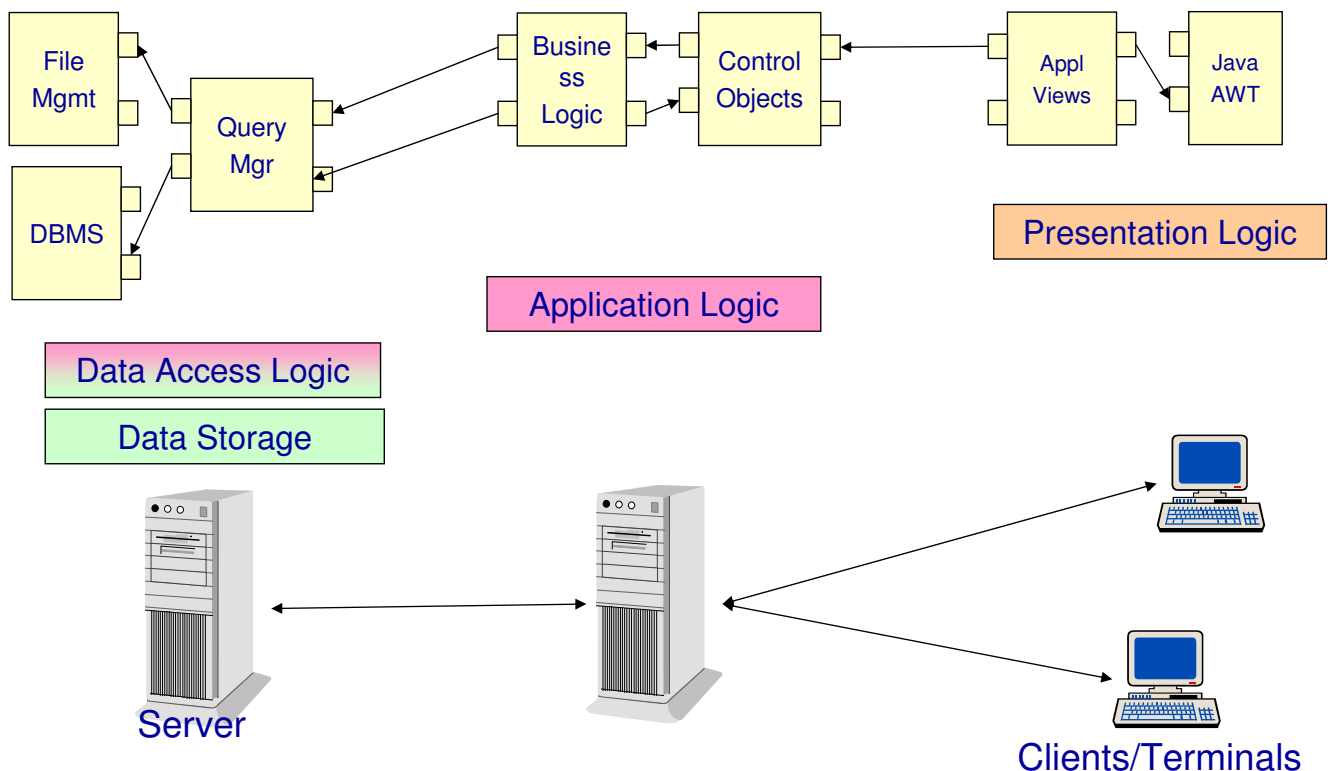 File
Mgmt
Query
Mgr
DBMS
Busine
ss
Logic
Control
Objects
Appl
Views
Java
AWT
Presentation Logic
Application Logic
Data Access Logic
Data Storage
Server
Clients/Terminals